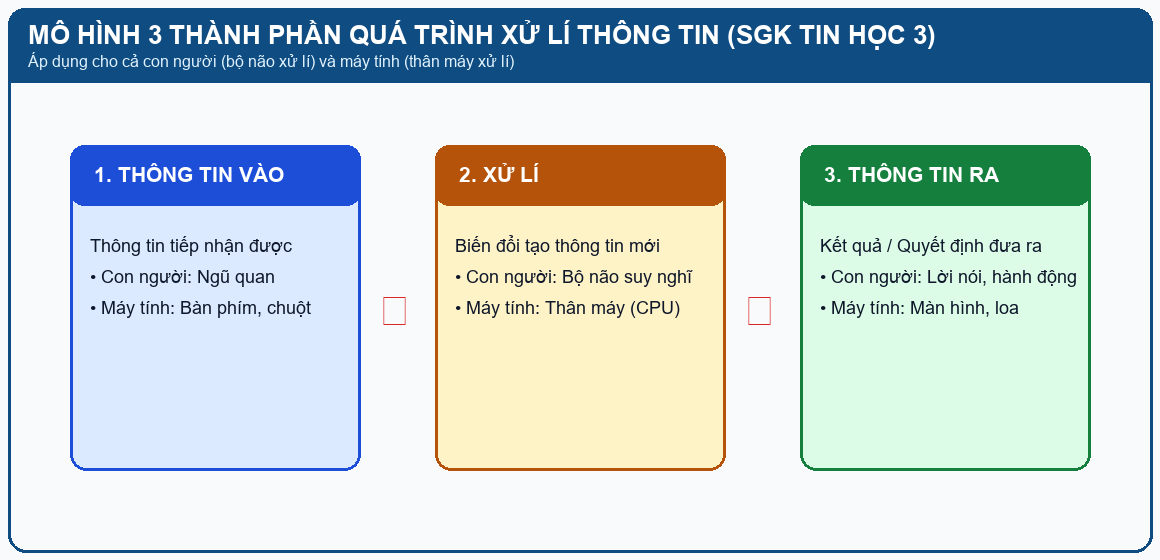 MÔ HÌNH 3 THÀNH PHẦN QUÁ TRÌNH XỬ LÍ THÔNG TIN (SGK TIN HỌC 3)
Áp dụng cho cả con người (bộ não xử lí) và máy tính (thân máy xử lí)
1. THÔNG TIN VÀO
Thông tin tiếp nhận được
• Con người: Ngũ quan
• Máy tính: Bàn phím, chuột
2. XỬ LÍ
Biến đổi tạo thông tin mới
• Con người: Bộ não suy nghĩ
• Máy tính: Thân máy (CPU)
3. THÔNG TIN RA
Kết quả / Quyết định đưa ra
• Con người: Lời nói, hành động
• Máy tính: Màn hình, loa